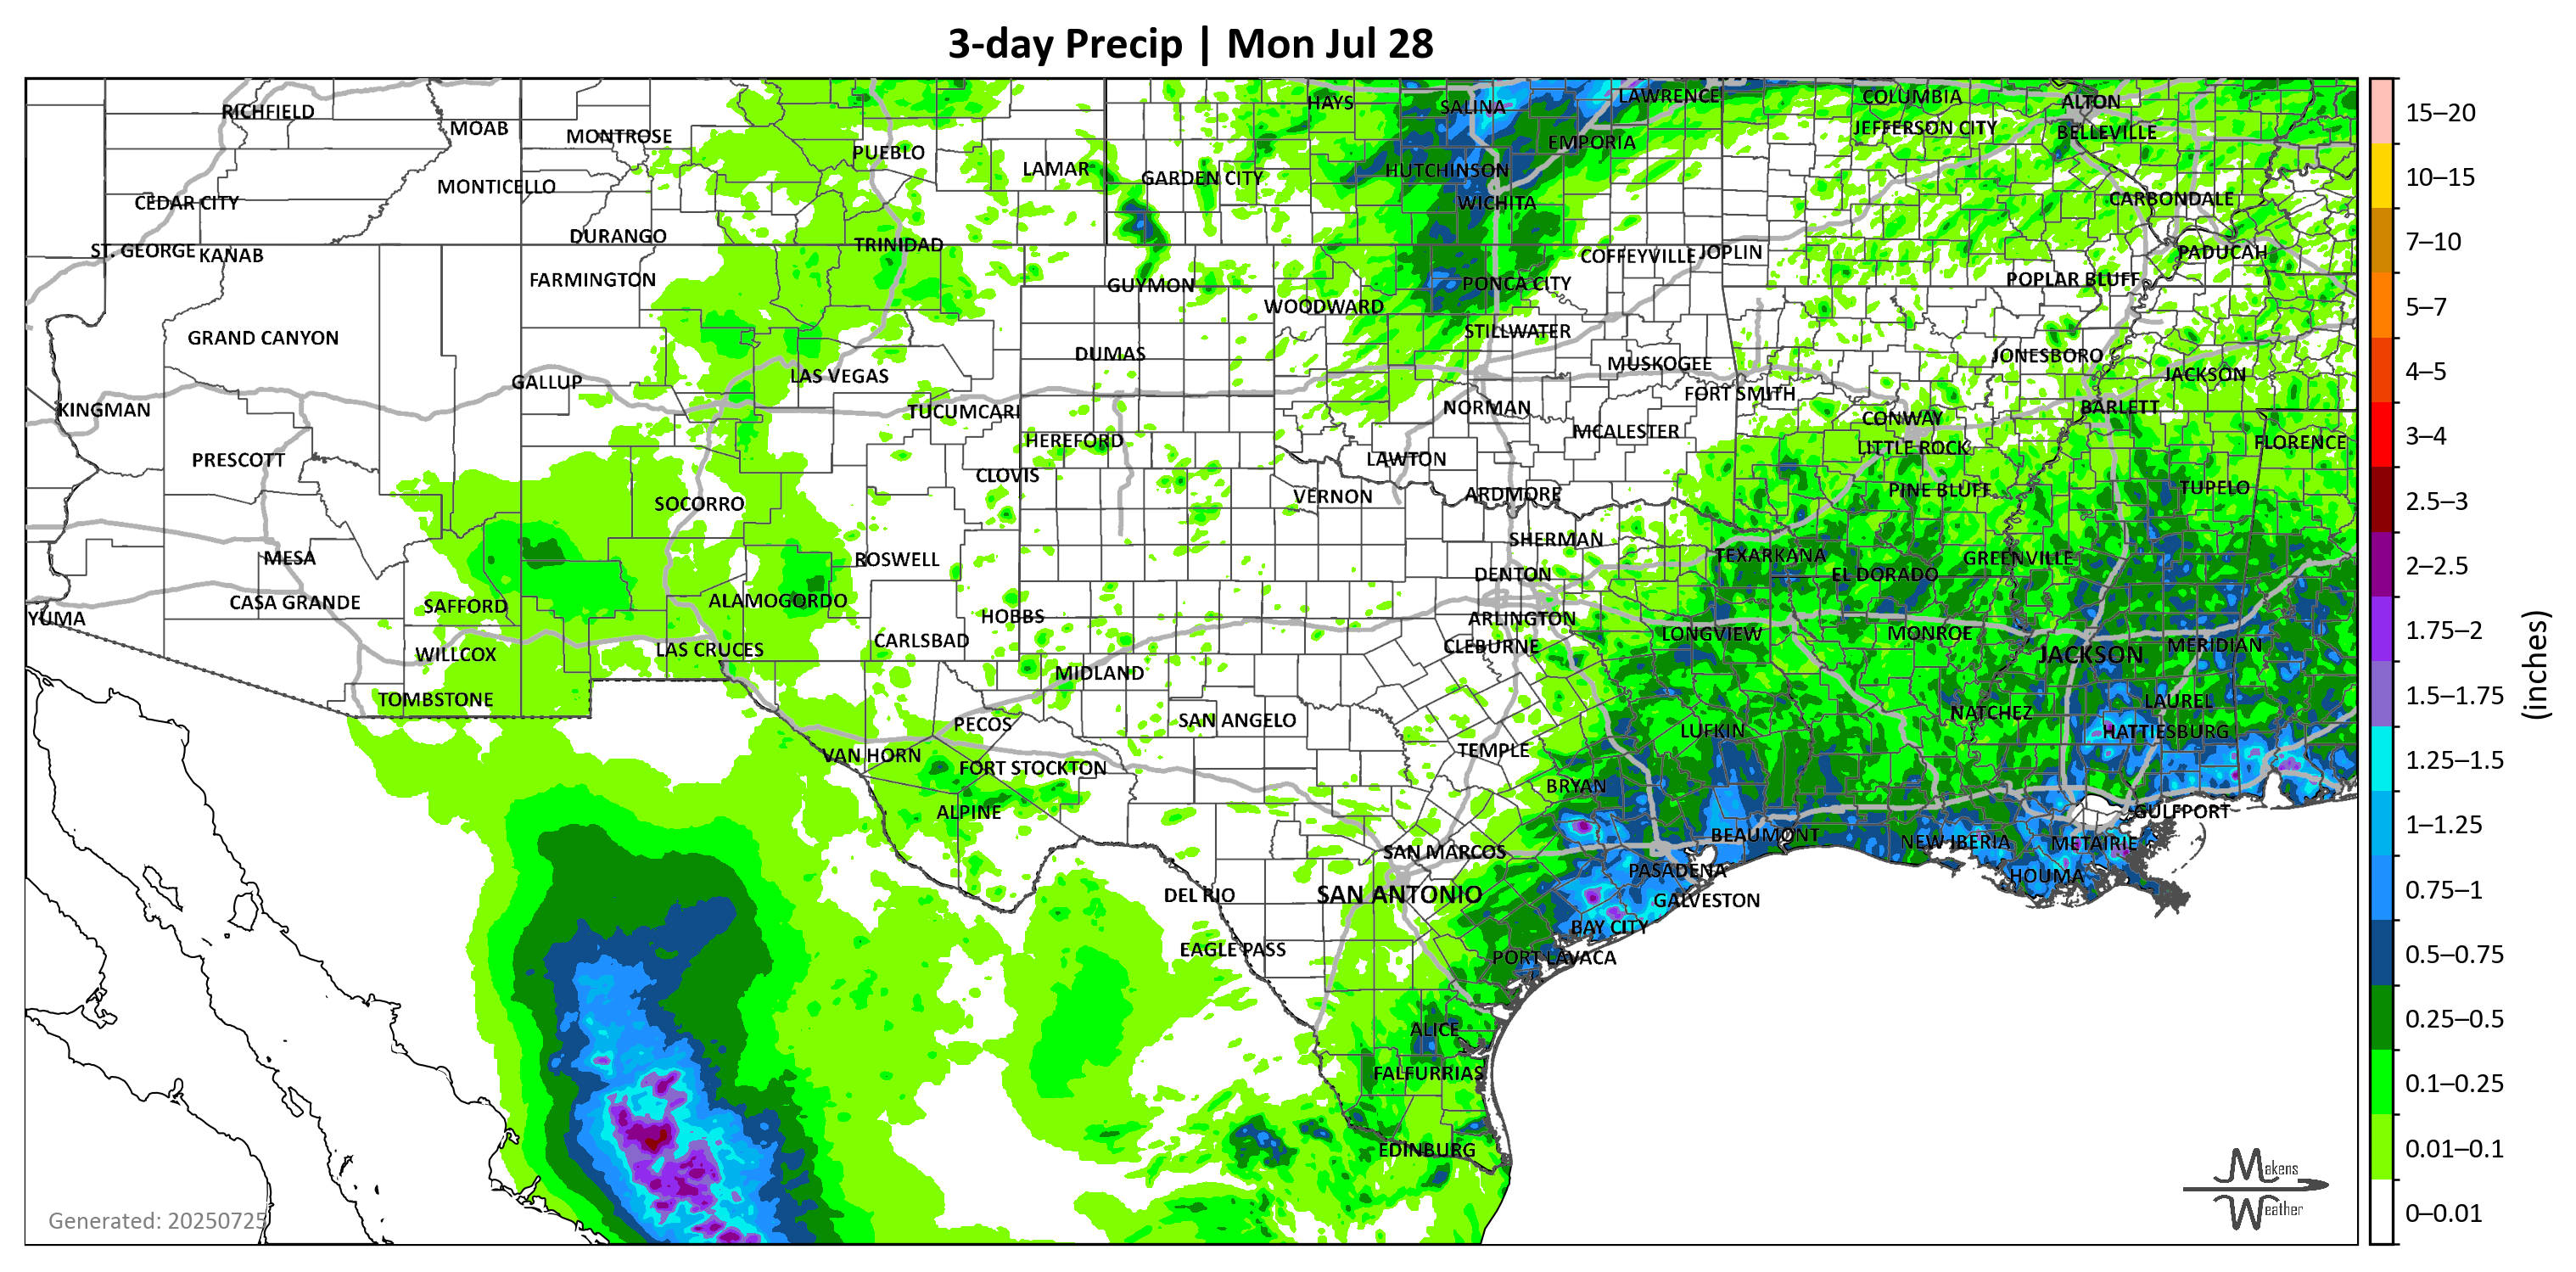 3-day Precip | Mon Jul 28
RICHFIELD
MOAB
MONTROSE
PUEBLO
LAMAR
GARDEN CITY
HAYS
SALINA
LAWRENCE
COLUMBIA
ALTON
JEFFERSON CITY
BELLEVILLE
EMPORIA
HUTCHINSON
MONTICELLO
CEDAR CITY
WICHITA
CARBONDALE
DURANGO
TRINIDAD
ST. GEORGE
KANAB
COFFEYVILLE
JOPLIN
PADUCAH
FARMINGTON
GUYMON
PONCA CITY
POPLAR BLUFF
WOODWARD
GRAND CANYON
STILLWATER
DUMAS
JONESBORO
MUSKOGEE
GALLUP
LAS VEGAS
JACKSON
FORT SMITH
KINGMAN
TUCUMCARI
NORMAN
CONWAY
BARLETT
HEREFORD
MCALESTER
LITTLE ROCK
FLORENCE
PRESCOTT
CLOVIS
LAWTON
SOCORRO
VERNON
ARDMORE
PINE BLUFF
TUPELO
MESA
ROSWELL
SHERMAN
TEXARKANA
GREENVILLE
DENTON
EL DORADO
CASA GRANDE
SAFFORD
ALAMOGORDO
YUMA
HOBBS
ARLINGTON
LONGVIEW
MONROE
WILLCOX
LAS CRUCES
CARLSBAD
CLEBURNE
JACKSON
MERIDIAN
TOMBSTONE
MIDLAND
LAUREL
PECOS
SAN ANGELO
NATCHEZ
LUFKIN
HATTIESBURG
VAN HORN
FORT STOCKTON
TEMPLE
BRYAN
ALPINE
GULFPORT
BEAUMONT
NEW IBERIA
METAIRIE
SAN MARCOS
PASADENA
HOUMA
DEL RIO
SAN ANTONIO
GALVESTON
BAY CITY
EAGLE PASS
PORT LAVACA
ALICE
FALFURRIAS
EDINBURG
Generated: 20250725
Makens
Weather
15–20
10–15
7–10
5–7
4–5
3–4
2.5–3
2–2.5
1.75–2
1.5–1.75
1.25–1.5
1–1.25
0.75–1
0.5–0.75
0.25–0.5
0.1–0.25
0.01–0.1
0–0.01
(inches)